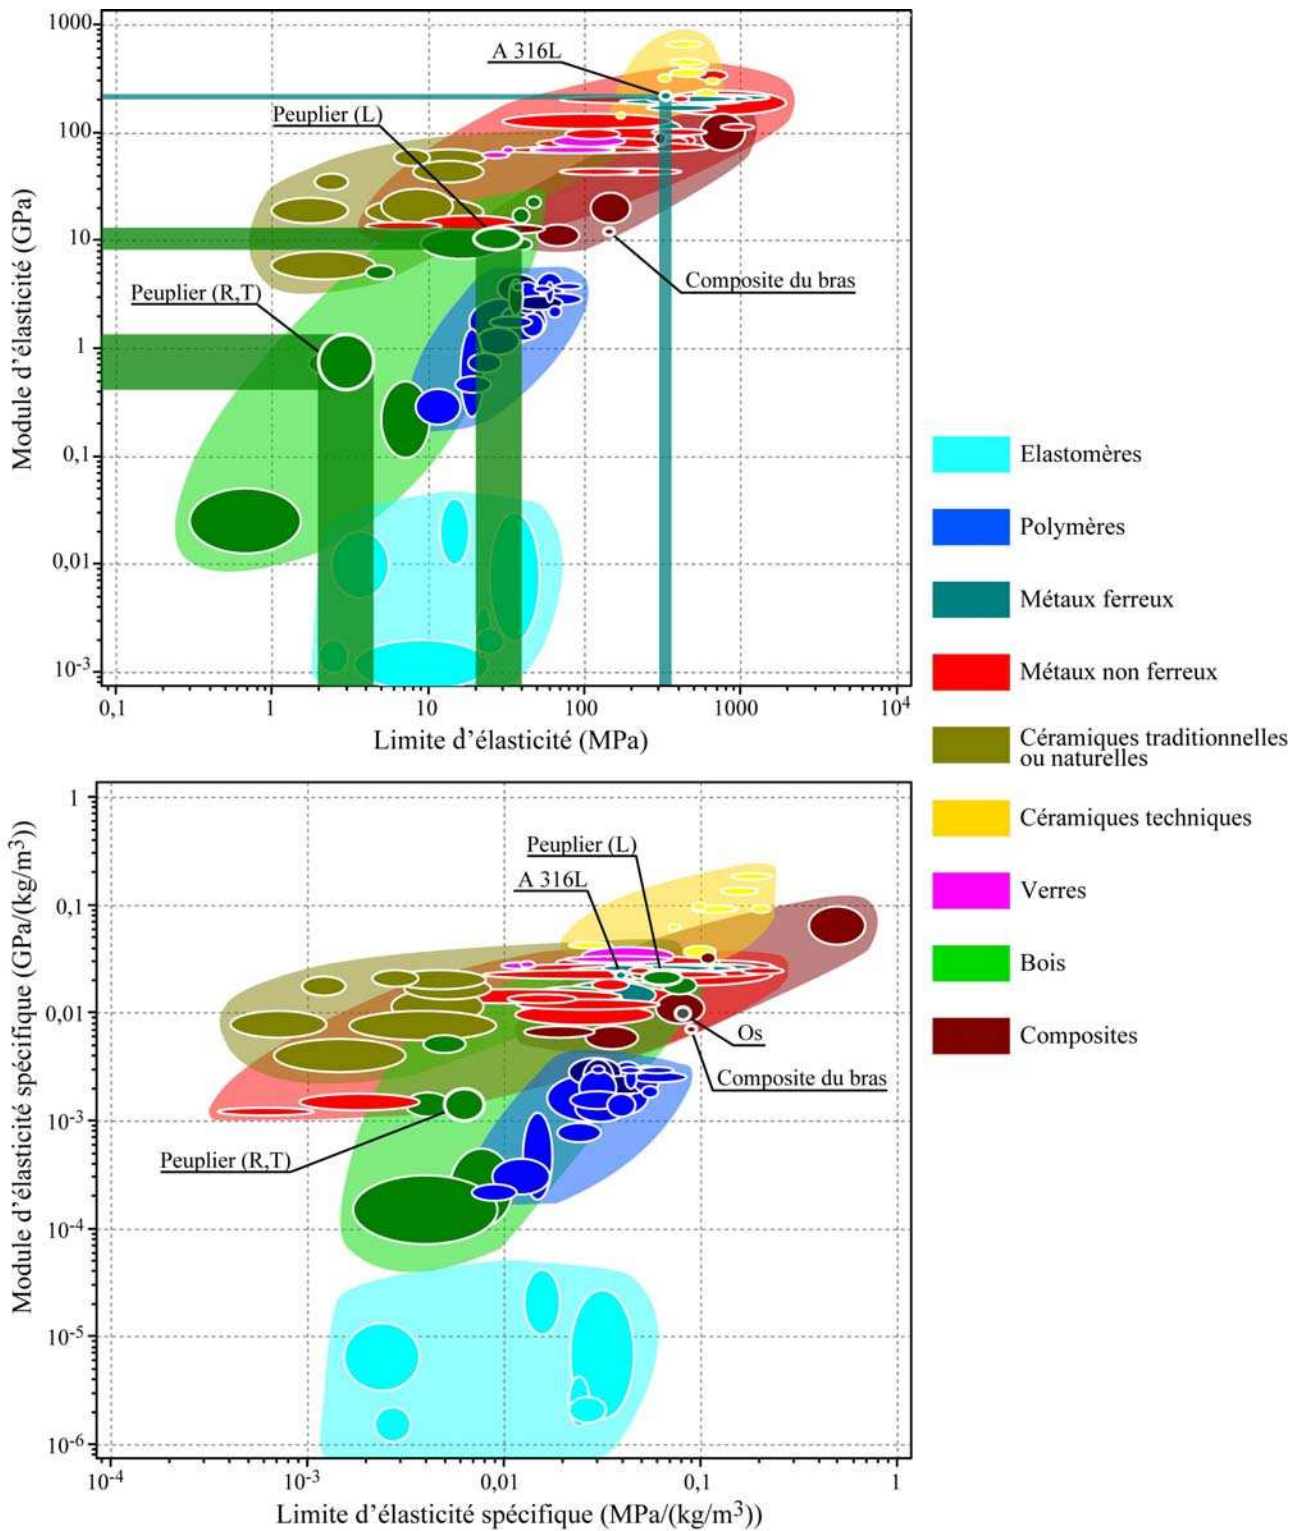 1000
100
10
1
0,1
0,01
10-3
Module d'élasticité (GPa)
A 316L
Peuplier (L)
Composite du bras
Peuplier (R,T)
0,1
1
10
100
1000
10⁴
Limite d'élasticité (MPa)
Elastomères
Polymères
Métaux ferreux
Métaux non ferreux
Céramiques traditionnelles
ou naturelles
Céramiques techniques
Verres
Bois
Composites
1
0,1
0,01
10-3
10-4
10-5
10-6
Module d'élasticité spécifique (GPa/(kg/m³))
Peuplier (L)
A 316L
Os
Composite du bras
Peuplier (R,T)
10-4
10-3
0,01
0,1
1
Limite d'élasticité spécifique (MPa/(kg/m³))